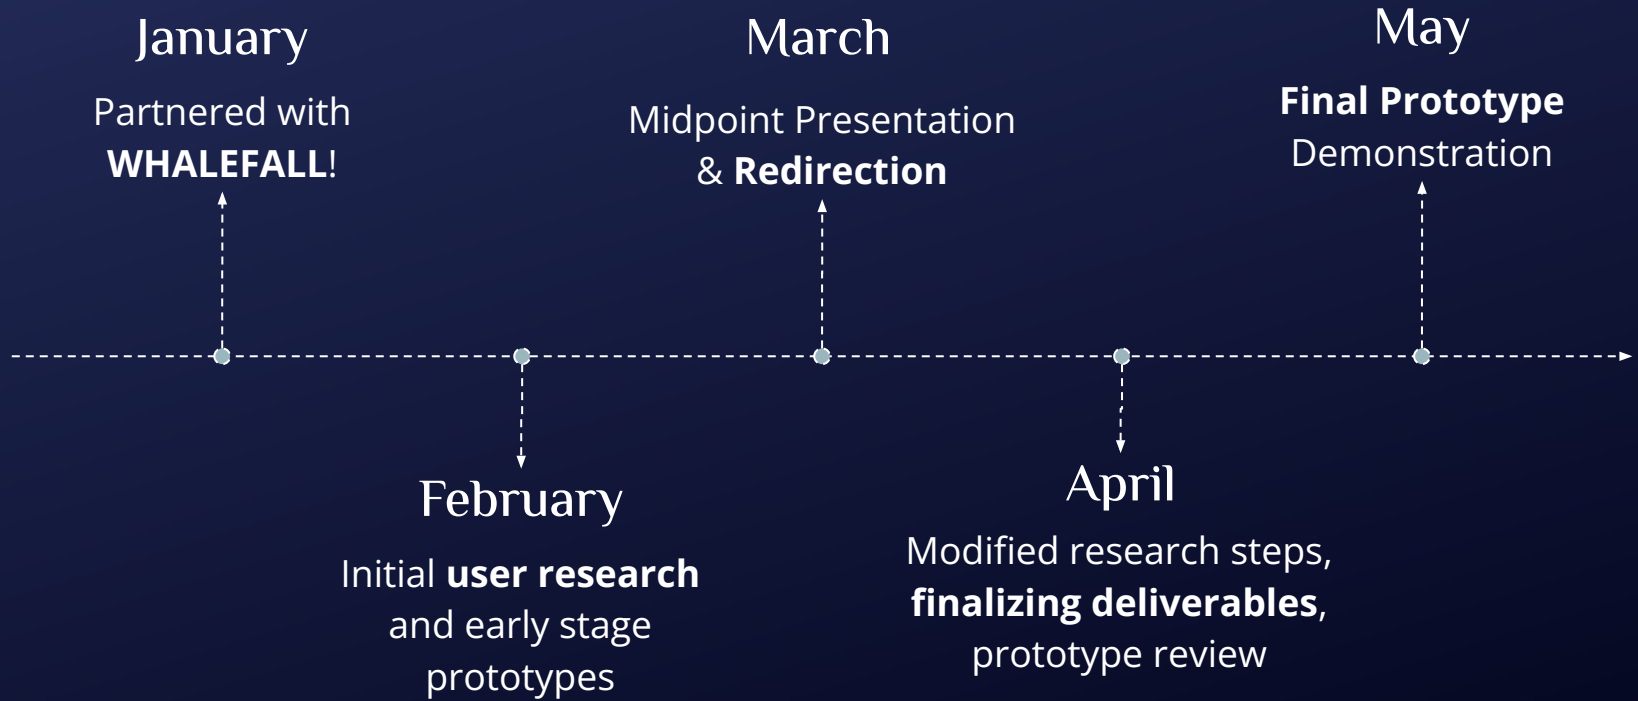 January
Partnered with
WHALEFALL!
February
Initial user research
and early stage
prototypes
March
Midpoint Presentation
& Redirection
April
Modified research steps,
finalizing deliverables,
prototype review
May
Final Prototype
Demonstration